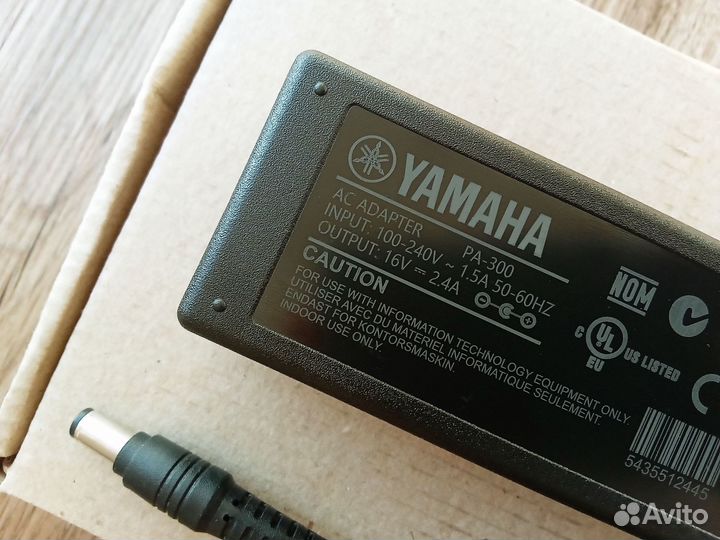 YAMAHA
AC ADAPTER PA-300
INPUT: 100-240V ~ 1.5A 50-60HZ
OUTPUT: 16V ⎓ 2.4A
CAUTION
FOR USE WITH INFORMATION TECHNOLOGY EQUIPMENT ONLY.
UTILISER AVEC DU MATERIEL INFORMATIQUE SEULEMENT.
ENDAST FOR KONTORSMASKIN.
INDOOR USE ONLY.
NOM
C UL US LISTED
EU
5435512445
Avito